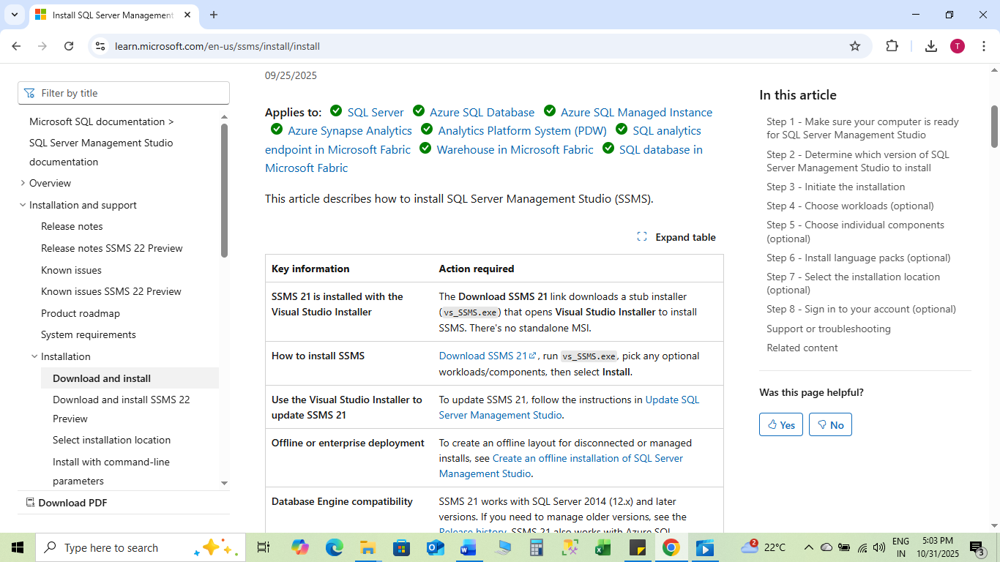 Install SQL Server Management
learn.microsoft.com/en-us/ssms/install/install
T
Filter by title
Microsoft SQL documentation >
SQL Server Management Studio
documentation
Overview
Installation and support
Release notes
Release notes SSMS 22 Preview
Known issues
Known issues SSMS 22 Preview
Product roadmap
System requirements
Installation
Download and install
Download and install SSMS 22
Preview
Select installation location
Install with command-line
parameters
Download PDF
09/25/2025
Applies to: SQL Server Azure SQL Database Azure SQL Managed Instance
Azure Synapse Analytics Analytics Platform System (PDW) SQL analytics
endpoint in Microsoft Fabric Warehouse in Microsoft Fabric SQL database in
Microsoft Fabric
This article describes how to install SQL Server Management Studio (SSMS).
Expand table
Key information Action required
SSMS 21 is installed with the
Visual Studio Installer
The Download SSMS 21 link downloads a stub installer
(vs_SSMS.exe) that opens Visual Studio Installer to install
SSMS. There's no standalone MSI.
How to install SSMS
Download SSMS 21, run vs_SSMS.exe, pick any optional
workloads/components, then select Install.
Use the Visual Studio Installer to
update SSMS 21
To update SSMS 21, follow the instructions in Update SQL
Server Management Studio.
Offline or enterprise deployment
To create an offline layout for disconnected or managed
installs, see Create an offline installation of SQL Server
Management Studio.
Database Engine compatibility
SSMS 21 works with SQL Server 2014 (12.x) and later
versions. If you need to manage older versions, see the
Release history. SSMS 21 also works with Azure SQL
In this article
Step 1 - Make sure your computer is ready
for SQL Server Management Studio
Step 2 - Determine which version of SQL
Server Management Studio to install
Step 3 - Initiate the installation
Step 4 - Choose workloads (optional)
Step 5 - Choose individual components
(optional)
Step 6 - Install language packs (optional)
Step 7 - Select the installation location
(optional)
Step 8 - Sign in to your account (optional)
Support or troubleshooting
Related content
Was this page helpful?
Yes
No
Type here to search
2
22°C
ENG
IN
5:03 PM
10/31/2025
3